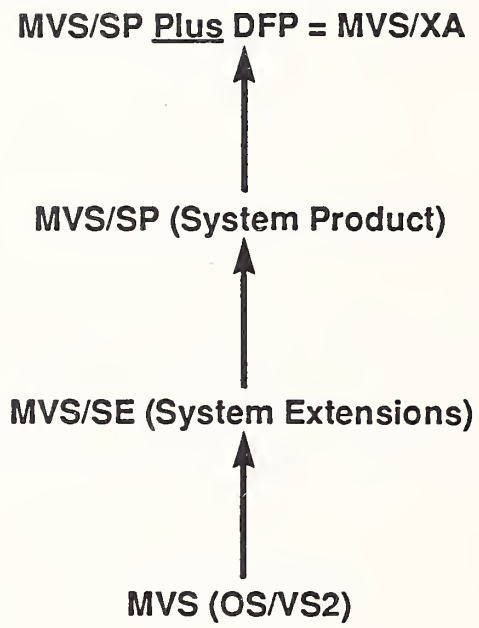 MVS/SP Plus DFP = MVS/XA
MVS/SP (System Product)
MVS/SE (System Extensions)
MVS (OS/VS2)